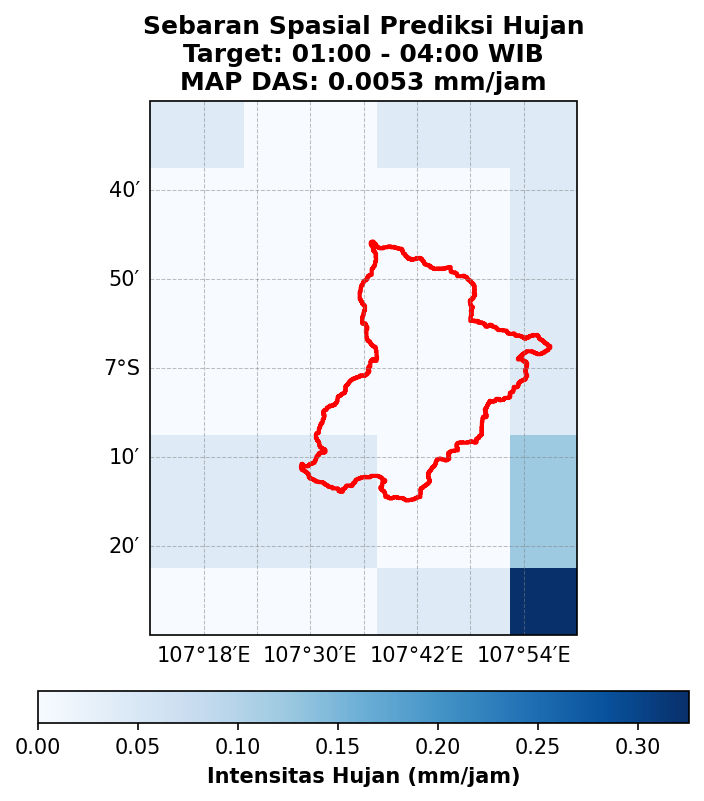 Sebaran Spasial Prediksi Hujan
Target: 01:00 - 04:00 WIB
MAP DAS: 0.0053 mm/jam
40′
50′
7°S
10′
20′
107°18′E 107°30′E 107°42′E 107°54′E
0.00 0.05 0.10 0.15 0.20 0.25 0.30
Intensitas Hujan (mm/jam)